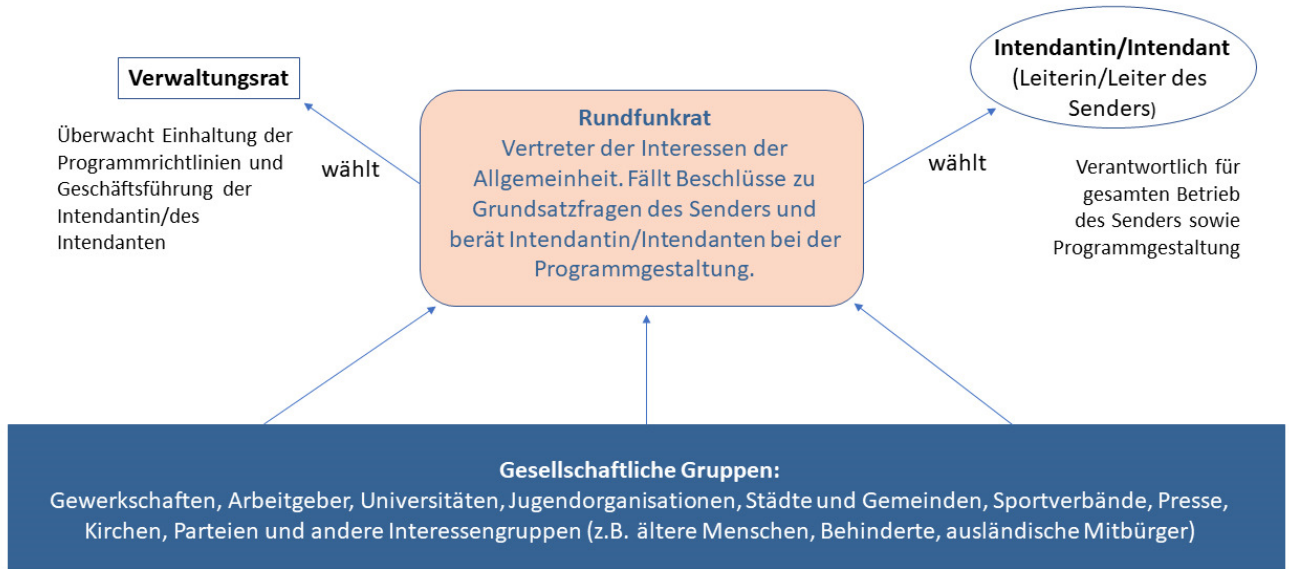 Verwaltungsrat
Überwacht Einhaltung der
Programmrichtlinien und
Geschäftsführung der
Intendantin/des
Intendanten
wählt
Rundfunkrat
Vertreter der Interessen der
Allgemeinheit. Fällt Beschlüsse zu
Grundsatzfragen des Senders und
berät Intendantin/Intendanten bei der
Programmgestaltung.
wählt
Intendantin/Intendant
(Leiterin/Leiter des
Senders)
Verantwortlich für
gesamten Betrieb
des Senders sowie
Programmgestaltung
Gesellschaftliche Gruppen:
Gewerkschaften, Arbeitgeber, Universitäten, Jugendorganisationen, Städte und Gemeinden, Sportverbände, Presse,
Kirchen, Parteien und andere Interessengruppen (z.B. ältere Menschen, Behinderte, ausländische Mitbürger)